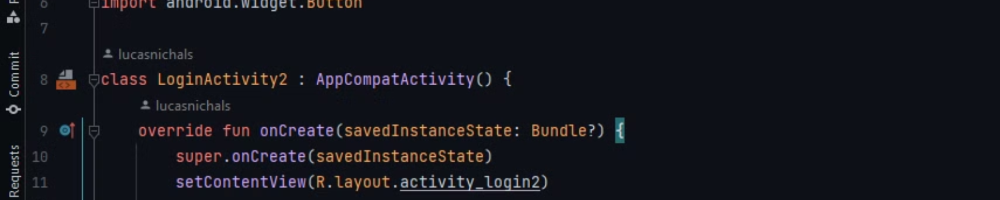 6 import android.widget.Button
7
lucasnichals
8 class LoginActivity2 : AppCompatActivity() {
lucasnichals
9 override fun onCreate(savedInstanceState: Bundle?) {
10 super.onCreate(savedInstanceState)
11 setContentView(R.layout.activity_login2)
Commit
Requests